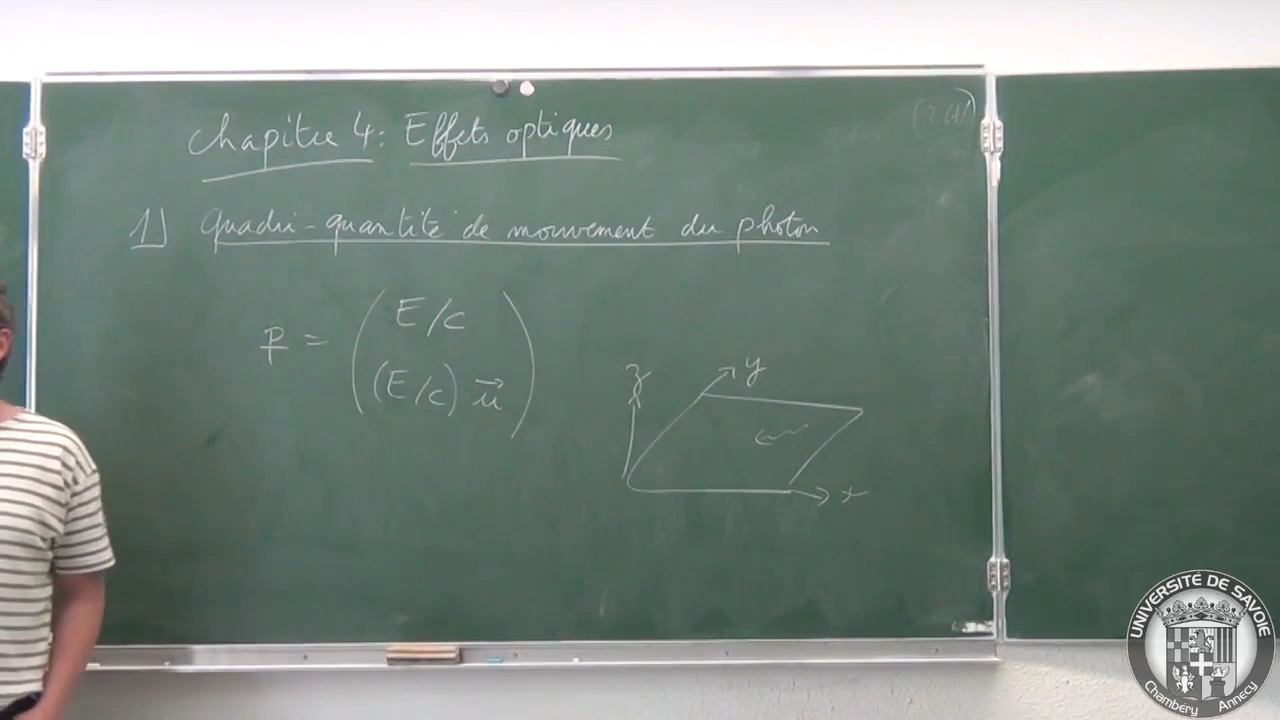 Chapitre 4: Effets optiques
1) Quadri-quantité de mouvement du photon
p = ( E/c
(E/c) u⃗ )
z
y
x
UNIVERSITÉ DE SAVOIE
Chambéry Annecy